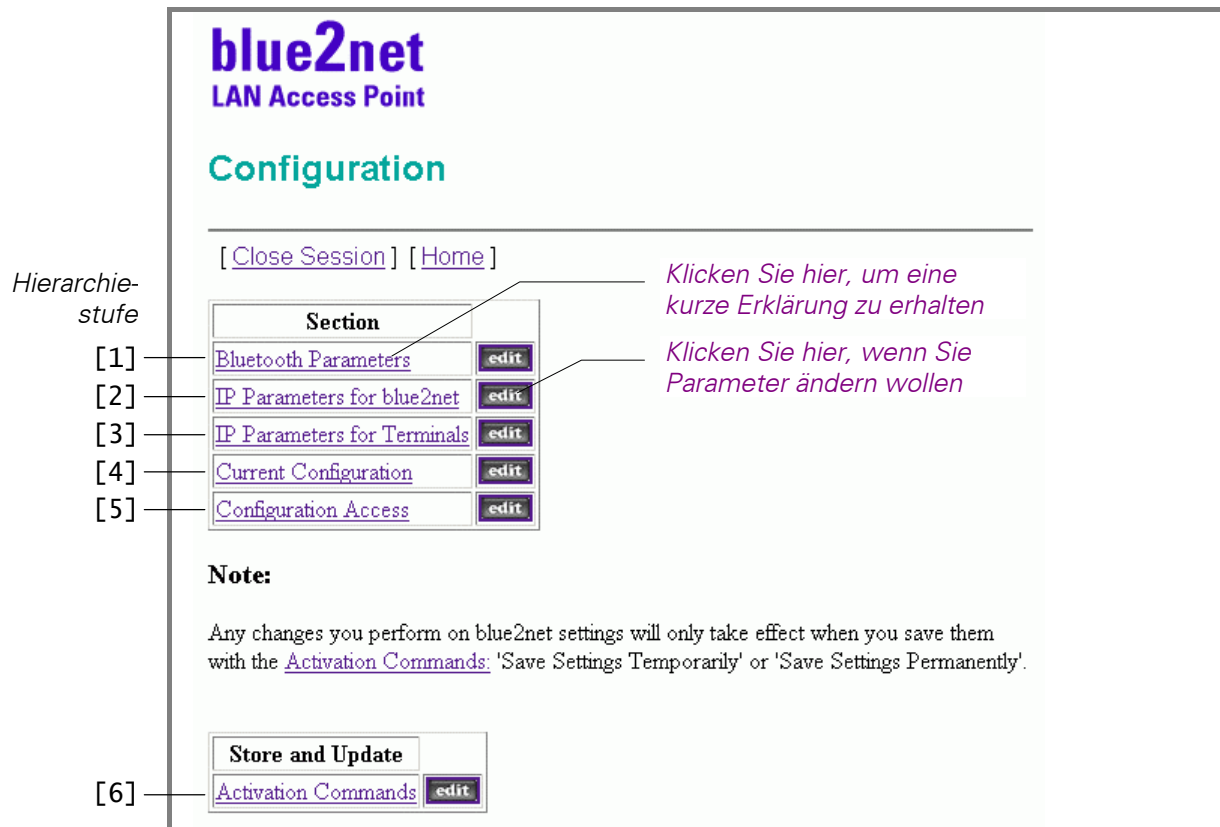 blue2net
LAN Access Point
Configuration
[ Close Session ] [ Home ]
Hierarchie-
stufe
Klicken Sie hier, um eine
kurze Erklärung zu erhalten
Klicken Sie hier, wenn Sie
Parameter ändern wollen
Section
[1] Bluetooth Parameters edit
[2] IP Parameters for blue2net edit
[3] IP Parameters for Terminals edit
[4] Current Configuration edit
[5] Configuration Access edit
Note:
Any changes you perform on blue2net settings will only take effect when you save them
with the Activation Commands: 'Save Settings Temporarily' or 'Save Settings Permanently'.
Store and Update
[6] Activation Commands edit